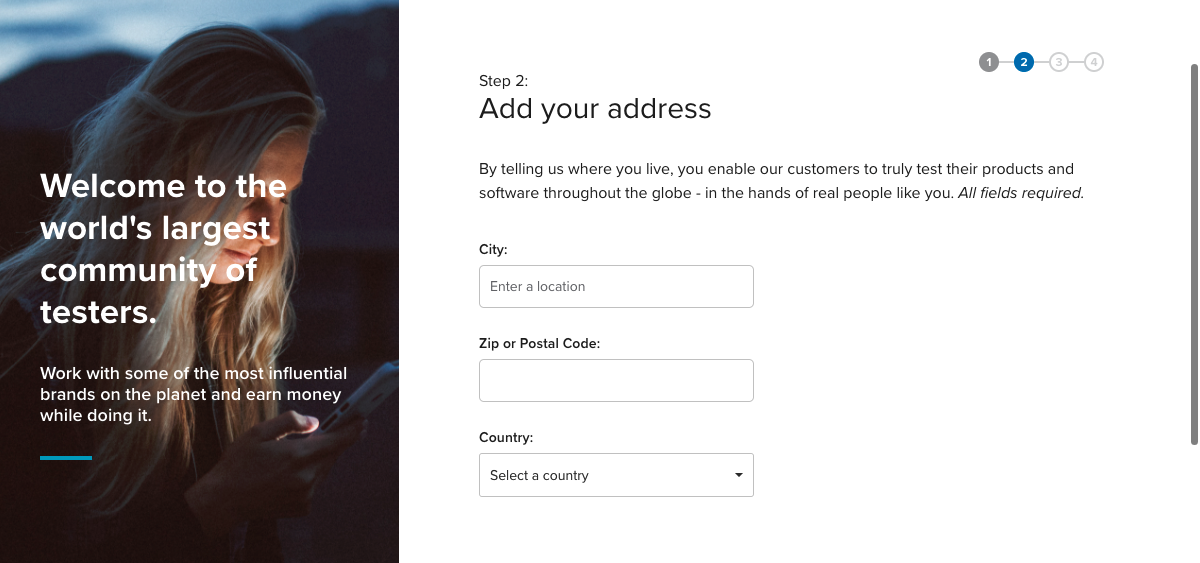 Welcome to the
world's largest
community of
testers.
Work with some of the most influential
brands on the planet and earn money
while doing it.
1 2 3 4
Step 2:
Add your address
By telling us where you live, you enable our customers to truly test their products and
software throughout the globe - in the hands of real people like you. All fields required.
City:
Enter a location
Zip or Postal Code:
Country:
Select a country